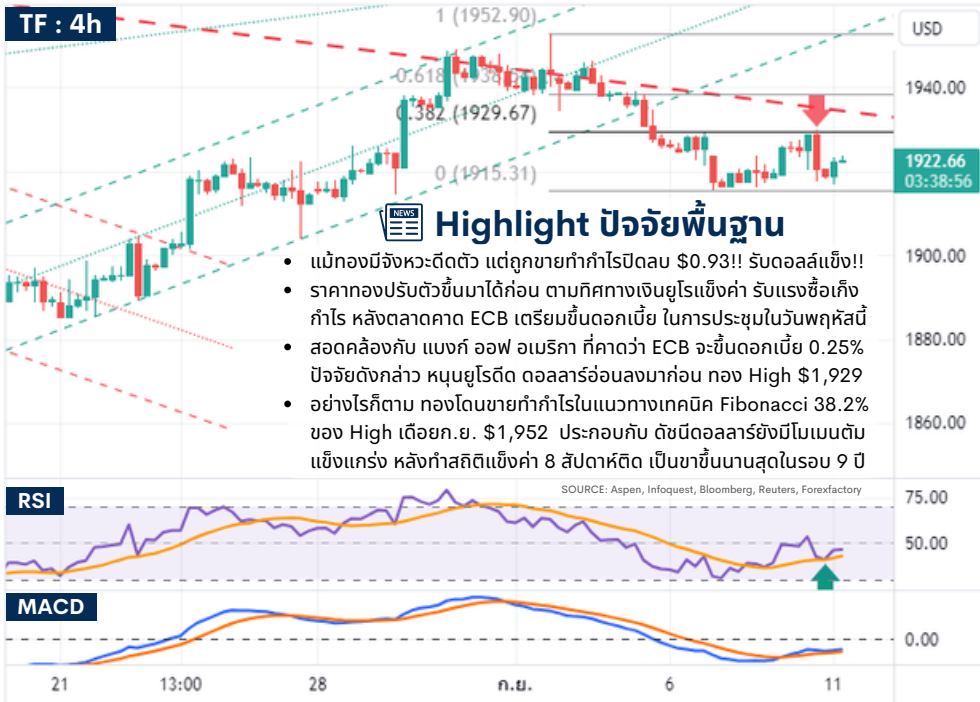 TF : 4h
1 (1952.90)
USD
1940.00
0.382 (1929.67)
1922.66
03:38:56
0 (1915.31)
NEWS
Highlight ปัจจัยพื้นฐาน
• แม้ทองมีจังหวะดีดตัว แต่ถูกขายทำกำไรปิดลบ $0.93!! รับดอลล์แข็ง!!
1900.00
• ราคาทองปรับตัวขึ้นมาได้ก่อน ตามทิศทางเงินยูโรแข็งค่า รับแรงซื้อเก็ง
กำไร หลังตลาดคาด ECB เตรียมขึ้นดอกเบี้ย ในการประชุมในวันพฤหัสนี้
• สอดคล้องกับ แบงก์ ออฟ อเมริกา ที่คาดว่า ECB จะขึ้นดอกเบี้ย 0.25%
1880.00
ปัจจัยดังกล่าว หนุนยูโรดีด ดอลลาร์อ่อนลงมาก่อน ทอง High $1,929
• อย่างไรก็ตาม ทองโดนขายทำกำไรในแนวทางเทคนิค Fibonacci 38.2%
1860.00
ของ High เดือยก.ย. $1,952 ประกอบกับ ดัชนีดอลลาร์ยังมีโมเมนตัม
แข็งแกร่ง หลังทำสถิติแข็งค่า 8 สัปดาห์ติด เป็นขาขึ้นนานสุดในรอบ 9 ปี
SOURCE: Aspen, Infoquest, Bloomberg, Reuters, Forexfactory
RSI
75.00
50.00
MACD
0.00
21 13:00 28 ก.ย. 6 11